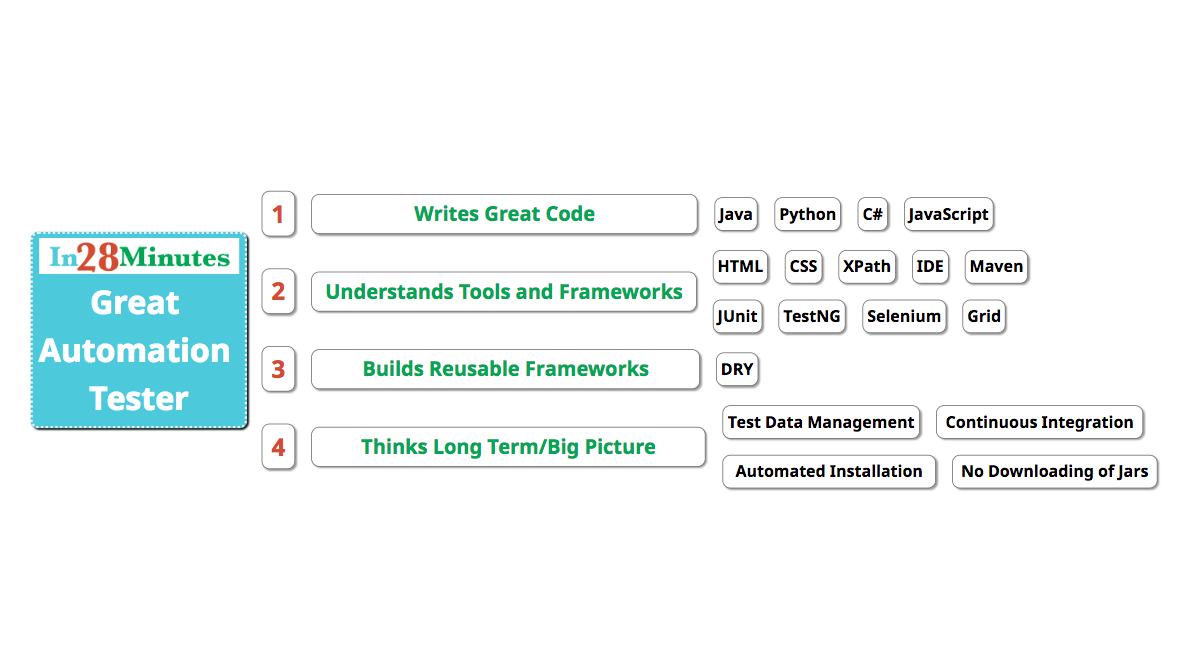 In28Minutes
Great
Automation
Tester
1
Writes Great Code
Java Python C# JavaScript
2
Understands Tools and Frameworks
HTML CSS XPath IDE Maven
JUnit TestNG Selenium Grid
3
Builds Reusable Frameworks
DRY
4
Thinks Long Term/Big Picture
Test Data Management Continuous Integration
Automated Installation No Downloading of Jars